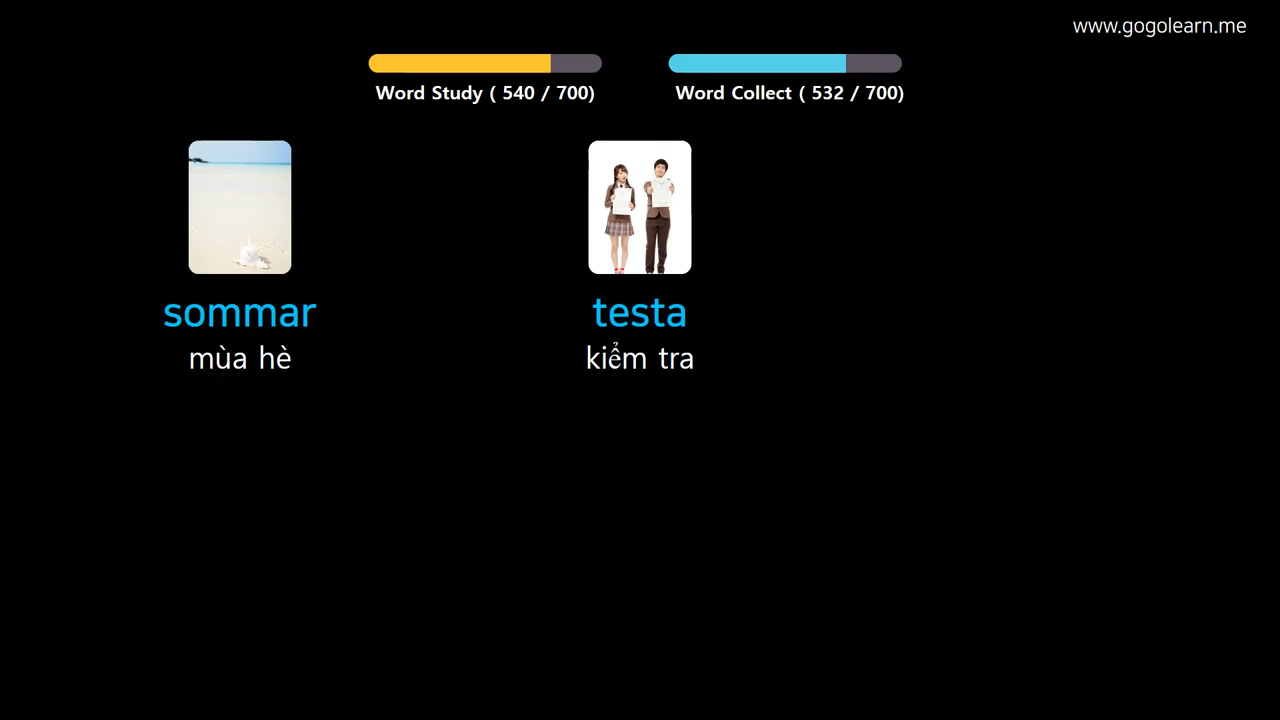 www.gogolearn.me
Word Study ( 540 / 700)
Word Collect ( 532 / 700)
sommar
mùa hè
testa
kiểm tra